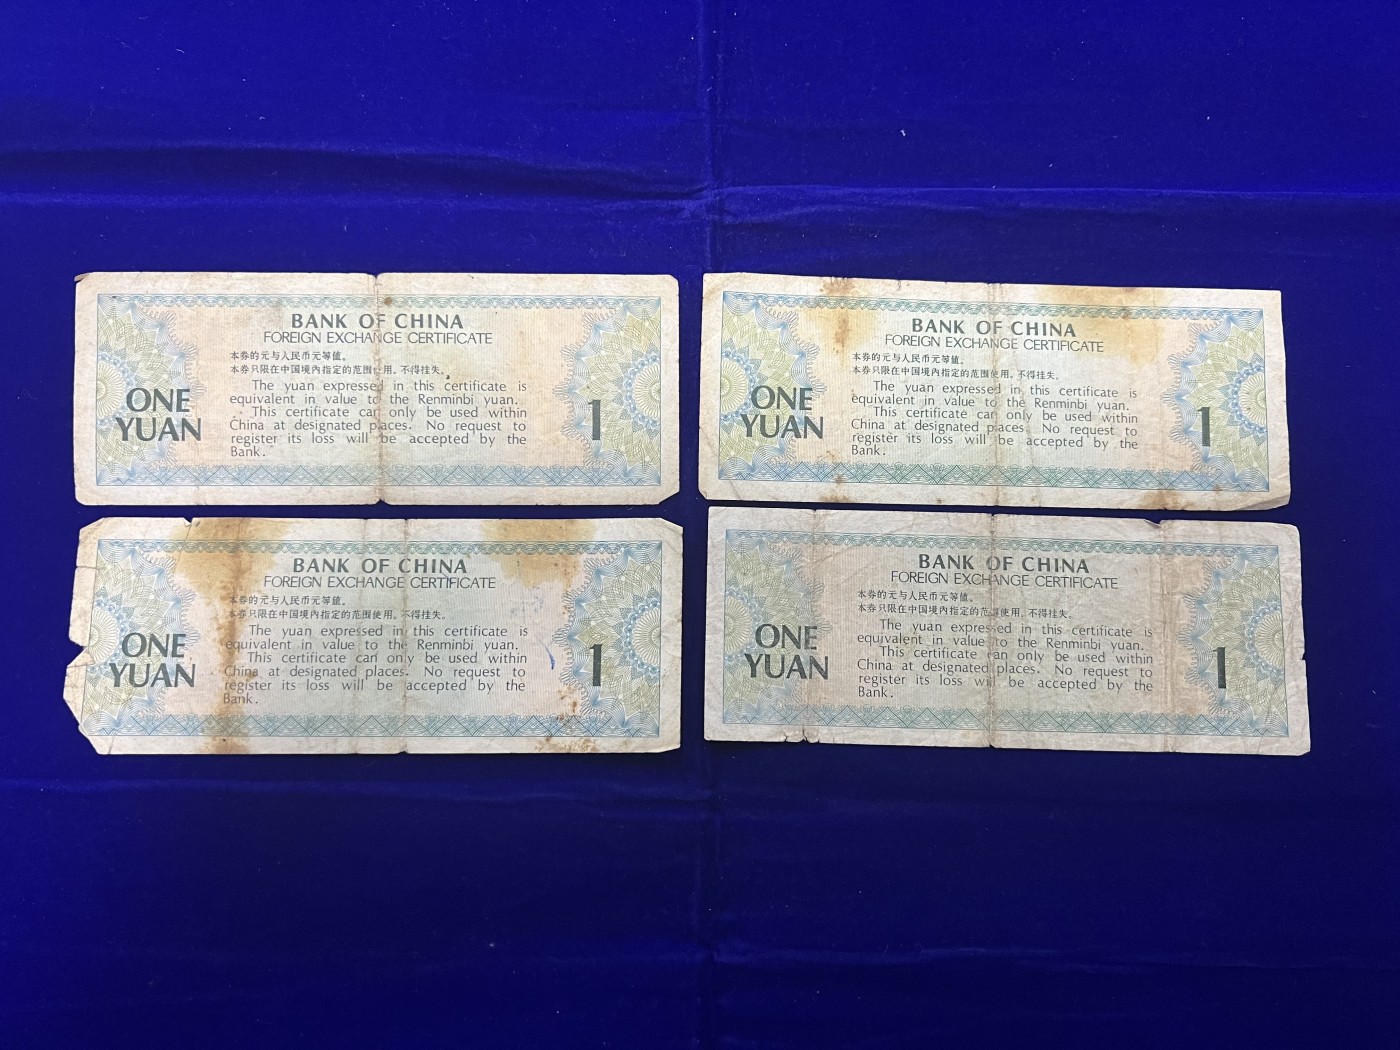 BANK OF CHINA
FOREIGN EXCHANGE CERTIFICATE
本券的元与人民币元等值。
本券只限在中国境内指定的范围使用，不得挂失。
The yuan expressed in this certificate is
equivalent in value to the Renminbi yuan.
This certificate can only be used within
China at designated places. No request to
register its loss will be accepted by the
Bank.
ONE
YUAN
1
BANK OF CHINA
FOREIGN EXCHANGE CERTIFICATE
本券的元与人民币元等值。
本券只限在中国境内指定的范围使用，不得挂失。
The yuan expressed in this certificate is
equivalent in value to the Renminbi yuan.
This certificate can only be used within
China at designated places. No request to
register its loss will be accepted by the
Bank.
ONE
YUAN
1
BANK OF CHINA
FOREIGN EXCHANGE CERTIFICATE
本券的元与人民币元等值。
本券只限在中国境内指定的范围使用，不得挂失。
The yuan expressed in this certificate is
equivalent in value to the Renminbi yuan.
This certificate can only be used within
China at designated places. No request to
register its loss will be accepted by the
Bank.
ONE
YUAN
1
BANK OF CHINA
FOREIGN EXCHANGE CERTIFICATE
本券的元与人民币元等值。
本券只限在中国境内指定的范围使用，不得挂失。
The yuan expressed in this certificate is
equivalent in value to the Renminbi yuan.
This certificate can only be used within
China at designated places. No request to
register its loss will be accepted by the
Bank.
ONE
YUAN
1